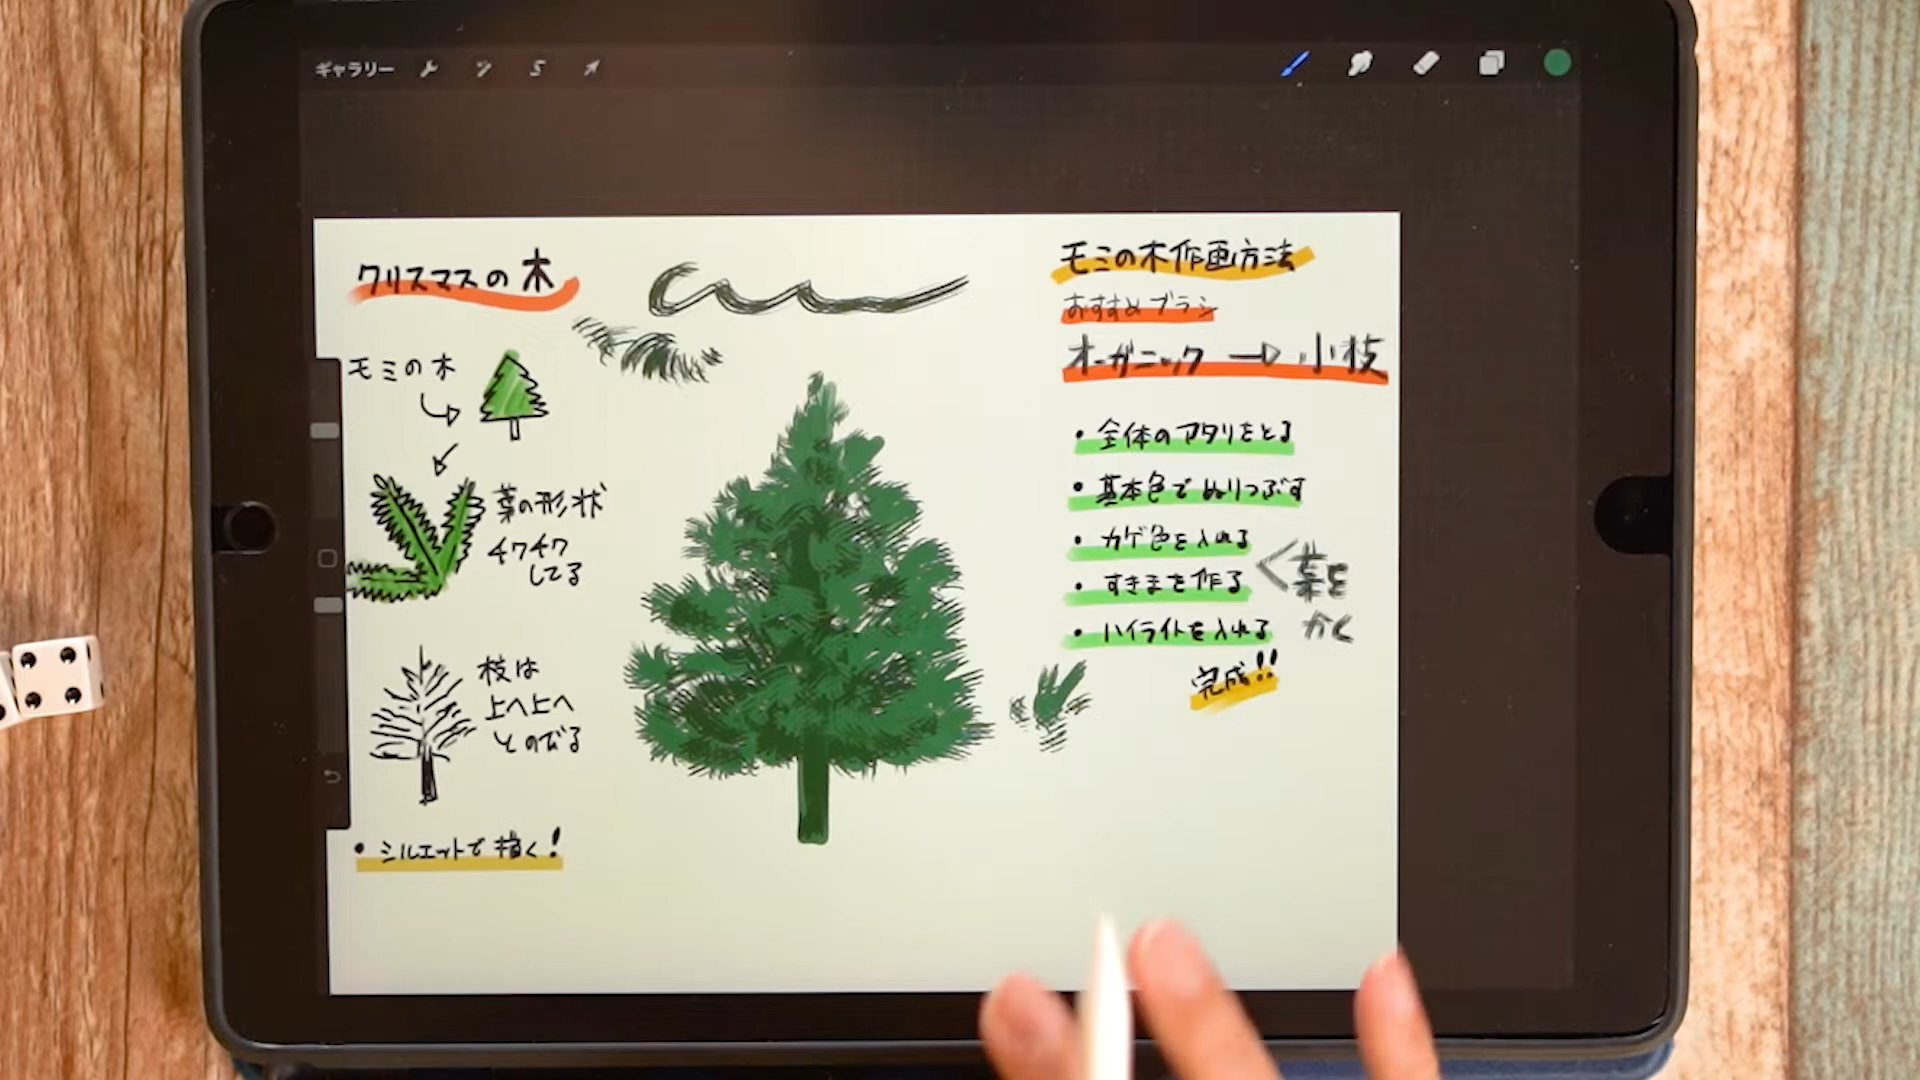 ギャラリー
クリスマスの木
モミの木
葉の形状
チクチク
してる
枝は
上へ上へ
とのびる
・シルエットで描く!
モミの木作画方法
おすすめブラシ
オーガニック→小枝
・全体のアタリをとる
・基本色でぬりつぶす
・カゲ色を入れる
・すきまを作る
・ハイライトを入れる
葉を
かく
完成!!